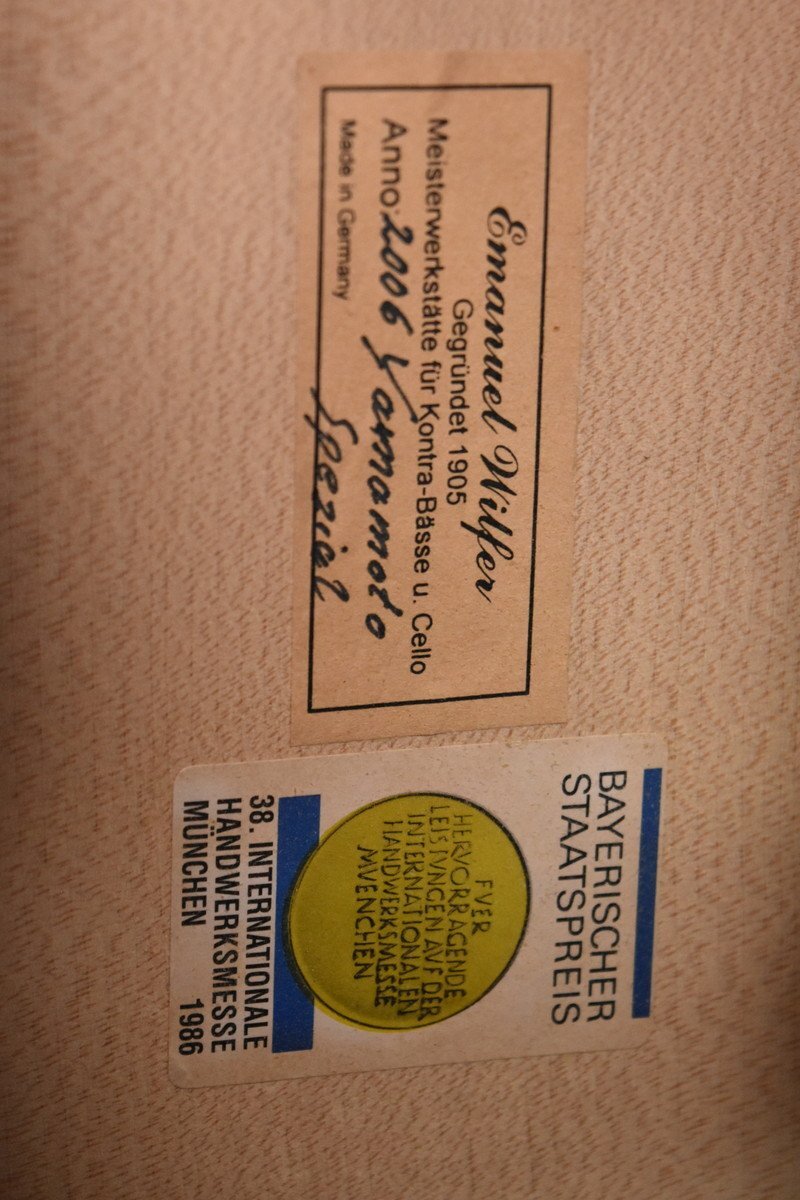 Emanuel Wilfer
Gegründet 1905
Meisterwerkstätte für Kontra-Bässe u. Cello
Anno: 2006 Yamamoto
Spezial
Made in Germany
BAYERISCHER
STAATSPREIS
FVER
HERVORRAGENDE
LEISTVNGEN AVF DER
INTERNATIONALEN
HANDWERKSMESSE
MVENCHEN
38. INTERNATIONALE
HANDWERKSMESSE
MÜNCHEN 1986